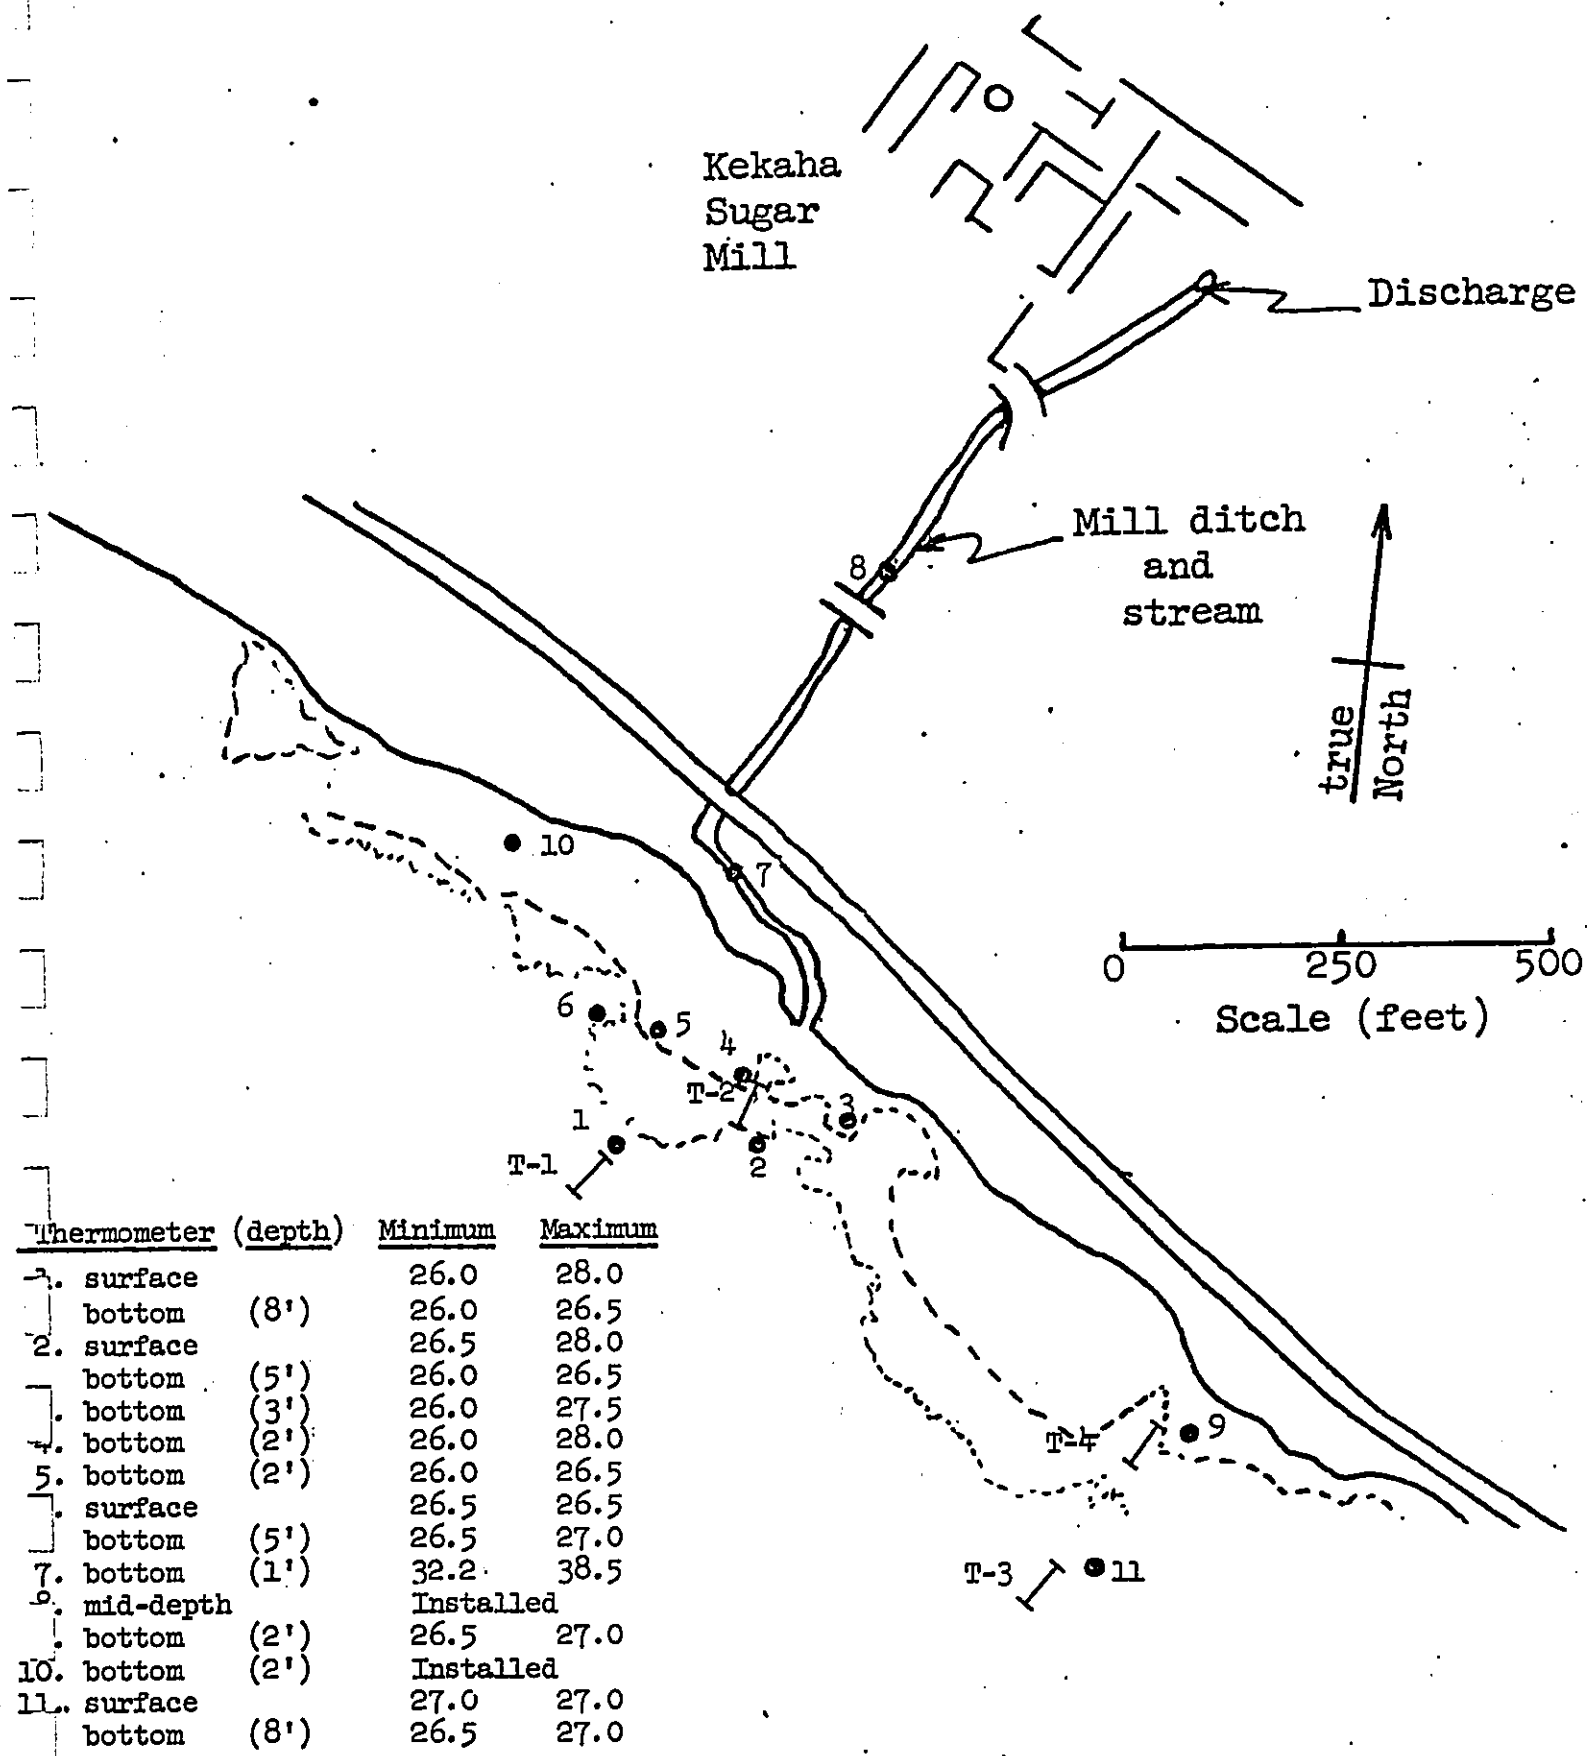 Kekaha
Sugar
Mill
Discharge
Mill ditch
and
stream
8
true
North
10
7
0 250 500
Scale (feet)
6
5
4
T-2
3
1
2
T-1
9
T-4
T-3
11
Thermometer (depth) Minimum Maximum
surface 26.0 28.0
bottom (8') 26.0 26.5
2. surface 26.5 28.0
bottom (5') 26.0 26.5
. bottom (3') 26.0 27.5
. bottom (2') 26.0 28.0
5. bottom (2') 26.0 26.5
. surface 26.5 26.5
bottom (5') 26.5 27.0
7. bottom (1') 32.2 38.5
. mid-depth Installed
. bottom (2') 26.5 27.0
10. bottom (2') Installed
11. surface 27.0 27.0
bottom (8') 26.5 27.0